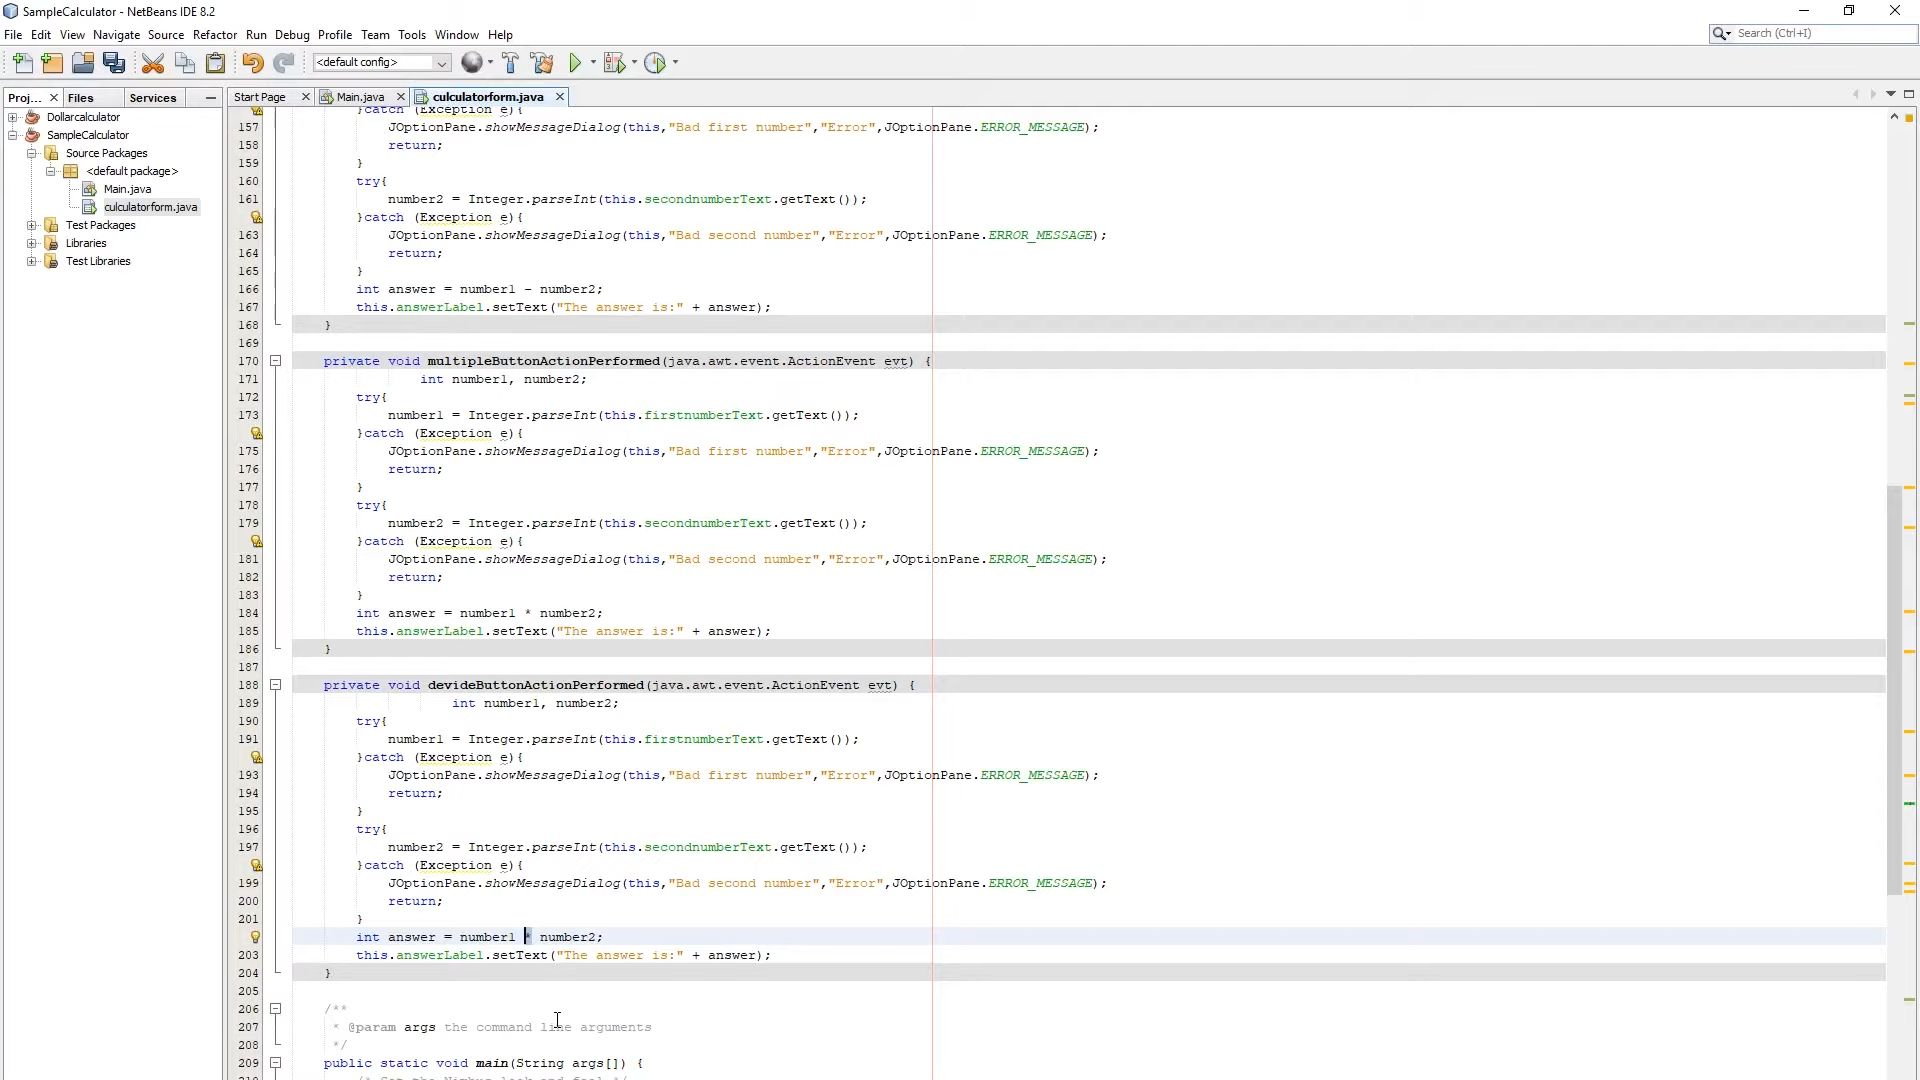 SampleCalculator - NetBeans IDE 8.2
File Edit View Navigate Source Refactor Run Debug Profile Team Tools Window Help
Search (Ctrl+I)
<default config>
Proj... Files Services
Start Page Main.java culculatorform.java
Dollarcalculator
SampleCalculator
Source Packages
<default package>
Main.java
culculatorform.java
Test Packages
Libraries
Test Libraries
}catch (Exception e){
157 JOptionPane.showMessageDialog(this,"Bad first number","Error",JOptionPane.ERROR_MESSAGE);
158 return;
159 }
160 try{
161 number2 = Integer.parseInt(this.secondnumberText.getText());
}catch (Exception e){
163 JOptionPane.showMessageDialog(this,"Bad second number","Error",JOptionPane.ERROR_MESSAGE);
164 return;
165 }
166 int answer = number1 - number2;
167 this.answerLabel.setText("The answer is:" + answer);
168 }
169
170 private void multipleButtonActionPerformed(java.awt.event.ActionEvent evt) {
171 int number1, number2;
172 try{
173 number1 = Integer.parseInt(this.firstnumberText.getText());
}catch (Exception e){
175 JOptionPane.showMessageDialog(this,"Bad first number","Error",JOptionPane.ERROR_MESSAGE);
176 return;
177 }
178 try{
179 number2 = Integer.parseInt(this.secondnumberText.getText());
}catch (Exception e){
181 JOptionPane.showMessageDialog(this,"Bad second number","Error",JOptionPane.ERROR_MESSAGE);
182 return;
183 }
184 int answer = number1 * number2;
185 this.answerLabel.setText("The answer is:" + answer);
186 }
187
188 private void devideButtonActionPerformed(java.awt.event.ActionEvent evt) {
189 int number1, number2;
190 try{
191 number1 = Integer.parseInt(this.firstnumberText.getText());
}catch (Exception e){
193 JOptionPane.showMessageDialog(this,"Bad first number","Error",JOptionPane.ERROR_MESSAGE);
194 return;
195 }
196 try{
197 number2 = Integer.parseInt(this.secondnumberText.getText());
}catch (Exception e){
199 JOptionPane.showMessageDialog(this,"Bad second number","Error",JOptionPane.ERROR_MESSAGE);
200 return;
201 }
int answer = number1 * number2;
203 this.answerLabel.setText("The answer is:" + answer);
204 }
205
206 /**
207 * @param args the command line arguments
208 */
209 public static void main(String args[]) {